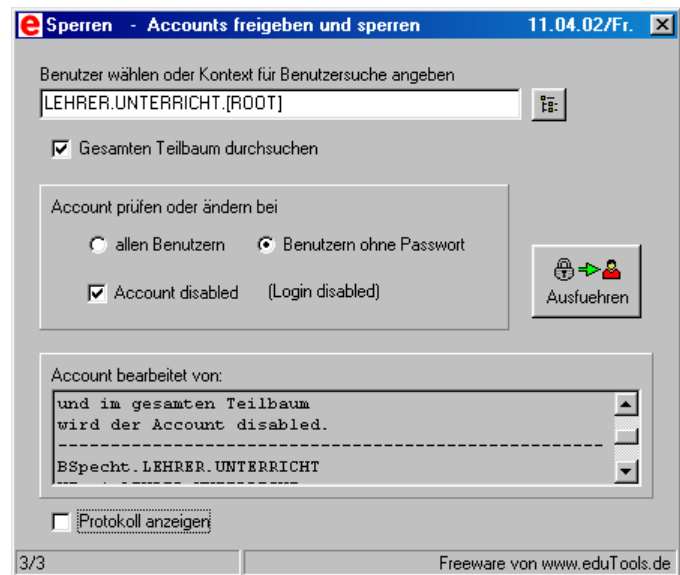 e Sperren - Accounts freigeben und sperren 11.04.02/Fr.
Benutzer wählen oder Kontext für Benutzersuche angeben
LEHRER.UNTERRICHT.[ROOT]
Gesamten Teilbaum durchsuchen
Account prüfen oder ändern bei
allen Benutzern Benutzern ohne Passwort
Account disabled (Login disabled)
Ausfuehren
Account bearbeitet von:
und im gesamten Teilbaum
wird der Account disabled.
------------------------------------------------------
BSpecht.LEHRER.UNTERRICHT
Protokoll anzeigen
3/3 Freeware von www.eduTools.de